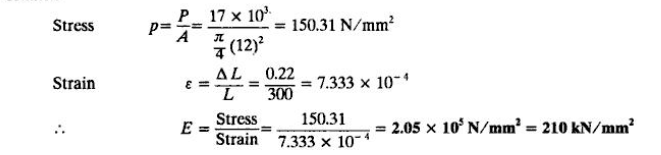 Stress p = P/A = 17 × 10³ / π/4 (12)² = 150.31 N/mm²
Strain ε = Δ L/L = 0.22/300 = 7.333 × 10⁻⁴
∴ E = Stress/Strain = 150.31 / 7.333 × 10⁻⁴ = 2.05 × 10⁵ N/mm² = 210 kN/mm²